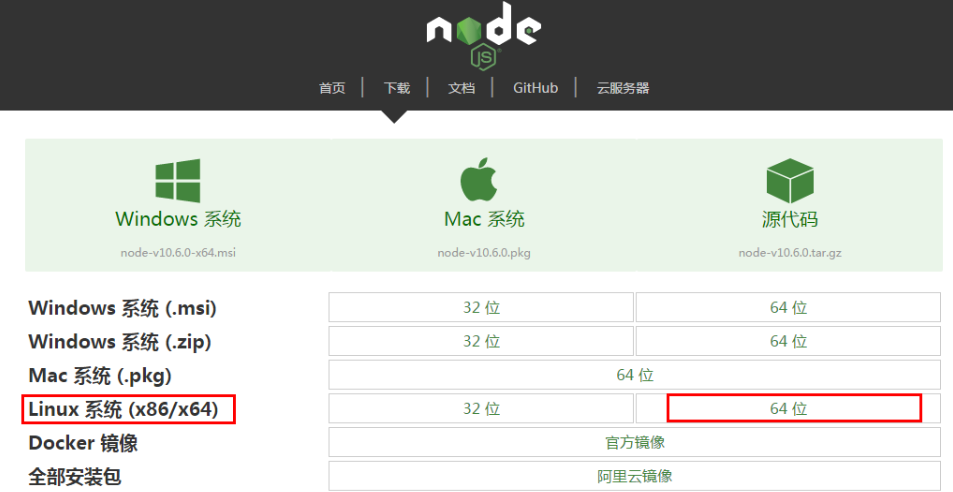 node
JS
首页 下载 文档 GitHub 云服务器
Windows 系统 Mac 系统 源代码
node-v10.6.0-x64.msi node-v10.6.0.pkg node-v10.6.0.tar.gz
Windows 系统 (.msi) 32 位 64 位
Windows 系统 (.zip) 32 位 64 位
Mac 系统 (.pkg) 64 位
Linux 系统 (x86/x64) 32 位 64 位
Docker 镜像 官方镜像
全部安装包 阿里云镜像